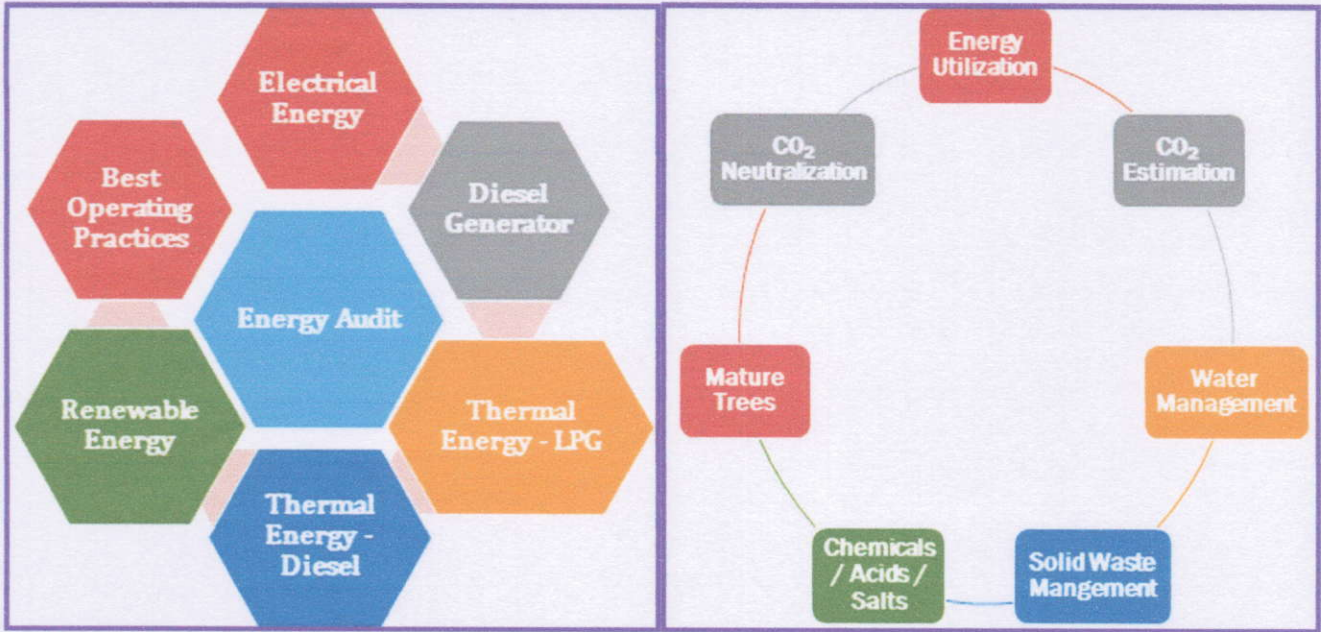 Electrical
Energy
Best
Operating
Practices
Diesel
Generator
Energy Audit
Renewable
Energy
Thermal
Energy - LPG
Thermal
Energy -
Diesel
Energy
Utilization
CO₂
Neutralization
CO₂
Estimation
Mature
Trees
Water
Management
Chemicals
/ Acids /
Salts
Solid Waste
Mangement